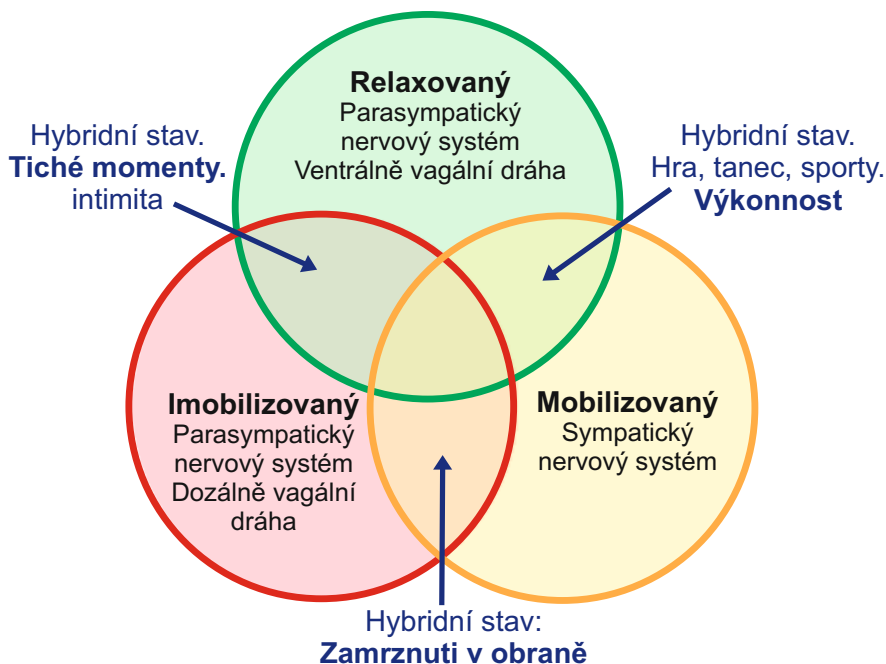 Relaxovaný
Parasympatický
nervový systém
Ventrálně vagální dráha
Hybridní stav.
Tiché momenty.
intimita
Hybridní stav.
Hra, tanec, sporty.
Výkonnost
Imobilizovaný
Parasympatický
nervový systém
Dozálně vagální
dráha
Mobilizovaný
Sympatický
nervový systém
Hybridní stav:
Zamrznuti v obraně